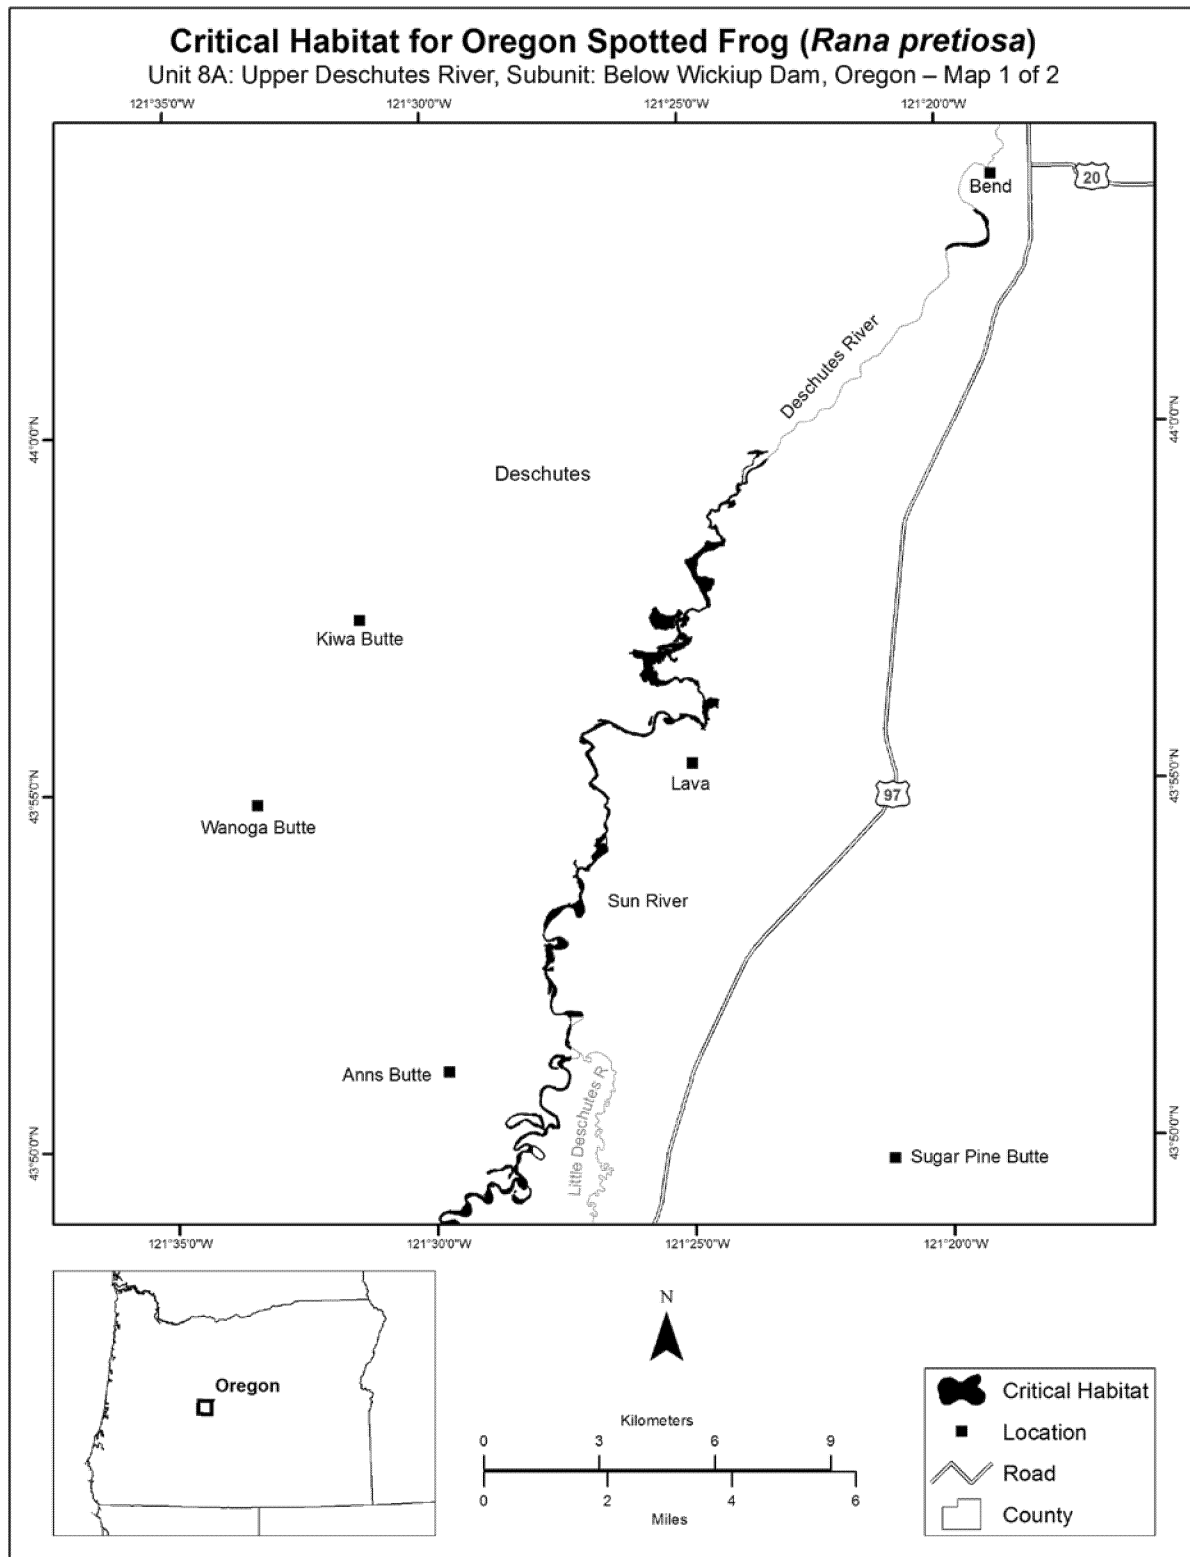 Critical Habitat for Oregon Spotted Frog (Rana pretiosa)
Unit 8A: Upper Deschutes River, Subunit: Below Wickiup Dam, Oregon – Map 1 of 2
121°35'0"W 121°30'0"W 121°25'0"W 121°20'0"W
20
Bend
Deschutes River
44°0'0"N 44°0'0"N
Deschutes
Kiwa Butte
Lava
43°55'0"N 43°55'0"N
97
Wanoga Butte
Sun River
Anns Butte
Little Deschutes R
43°50'0"N 43°50'0"N
Sugar Pine Butte
121°35'0"W 121°30'0"W 121°25'0"W 121°20'0"W
Oregon
N
Kilometers
0 3 6 9
0 2 4 6
Miles
Critical Habitat
Location
Road
County